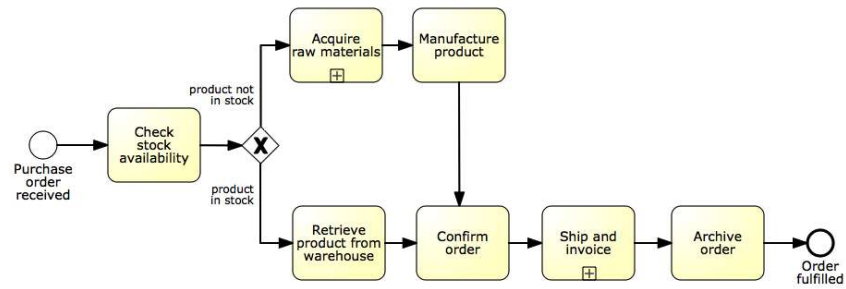 Acquire
raw materials
Manufacture
product
product not
in stock
Check
stock
availability
X
Purchase
order
received
product
in stock
Retrieve
product from
warehouse
Confirm
order
Ship and
invoice
Archive
order
Order
fulfilled